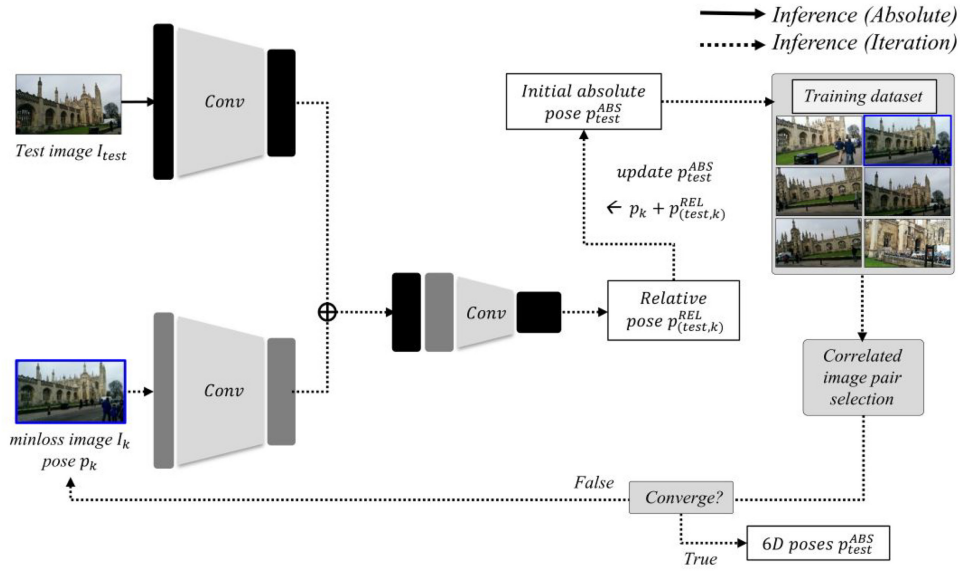 Inference (Absolute)
Inference (Iteration)
Conv
Test image I_test
Initial absolute
pose p_test^ABS
Training dataset
update p_test^ABS
← p_k + p_(test,k)^REL
Conv
Relative
pose p_(test,k)^REL
Correlated
image pair
selection
Conv
minloss image I_k
pose p_k
False
Converge?
True
6D poses p_test^ABS